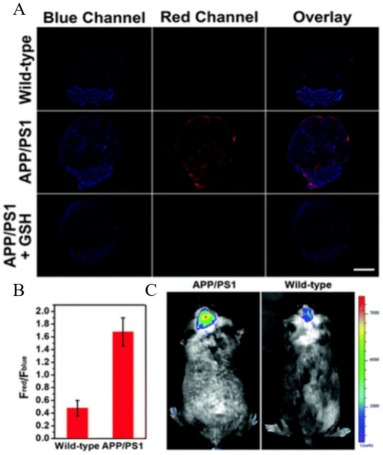 A
Blue Channel Red Channel Overlay
Wild-type
APP/PS1
APP/PS1
+ GSH
B
Fred/Fblue
2.0
1.8
1.6
1.4
1.2
1.0
0.8
0.6
0.4
0.2
0.0
Wild-type APP/PS1
C
APP/PS1 Wild-type